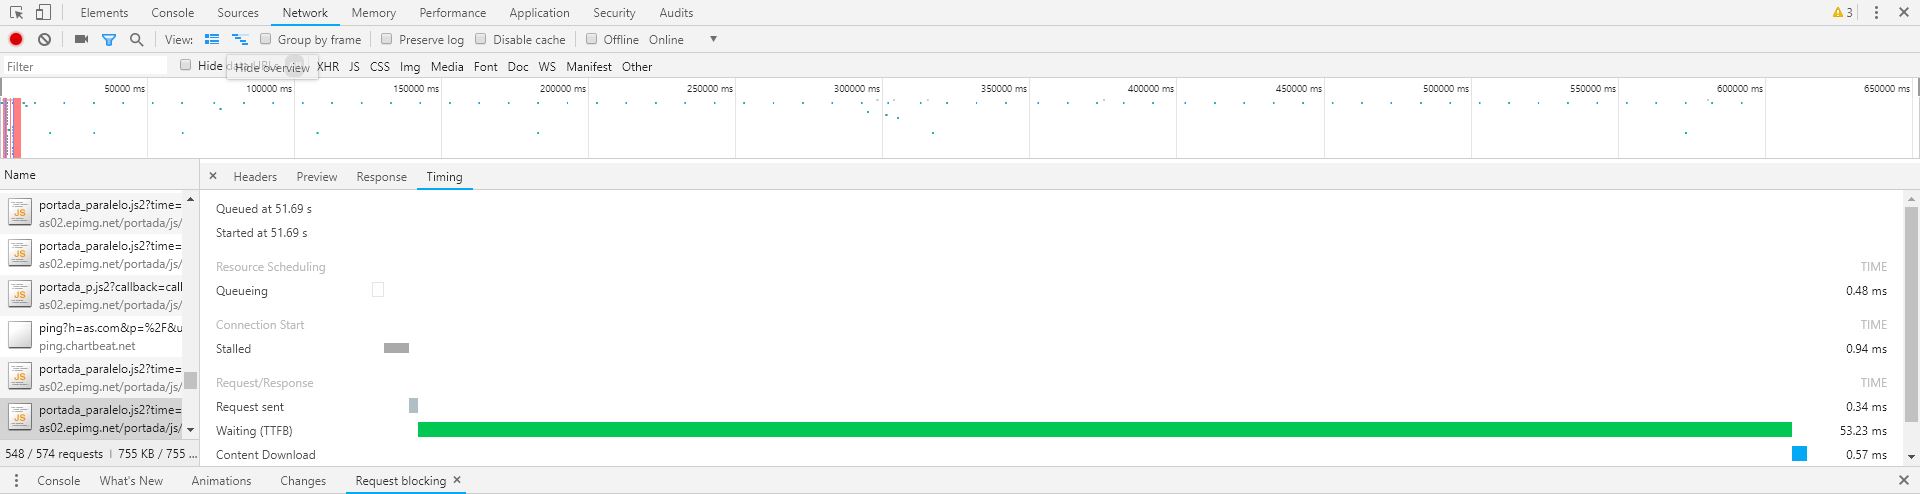 Elements Console Sources Network Memory Performance Application Security Audits 3
View: Group by frame Preserve log Disable cache Offline Online
Filter Hide Hide overview XHR JS CSS Img Media Font Doc WS Manifest Other
50000 ms 100000 ms 150000 ms 200000 ms 250000 ms 300000 ms 350000 ms 400000 ms 450000 ms 500000 ms 550000 ms 600000 ms 650000 ms
Name
Headers Preview Response Timing
portada_paralelo.js2?time=
as02.epimg.net/portada/js/
portada_paralelo.js2?time=
as02.epimg.net/portada/js/
portada_p.js2?callback=call
as02.epimg.net/portada/js/
ping?h=as.com&p=%2F&u
ping.chartbeat.net
portada_paralelo.js2?time=
as02.epimg.net/portada/js/
portada_paralelo.js2?time=
as02.epimg.net/portada/js/
548 / 574 requests | 755 KB / 755 ...
Queued at 51.69 s
Started at 51.69 s
Resource Scheduling TIME
Queueing 0.48 ms
Connection Start TIME
Stalled 0.94 ms
Request/Response TIME
Request sent 0.34 ms
Waiting (TTFB) 53.23 ms
Content Download 0.57 ms
Console What's New Animations Changes Request blocking